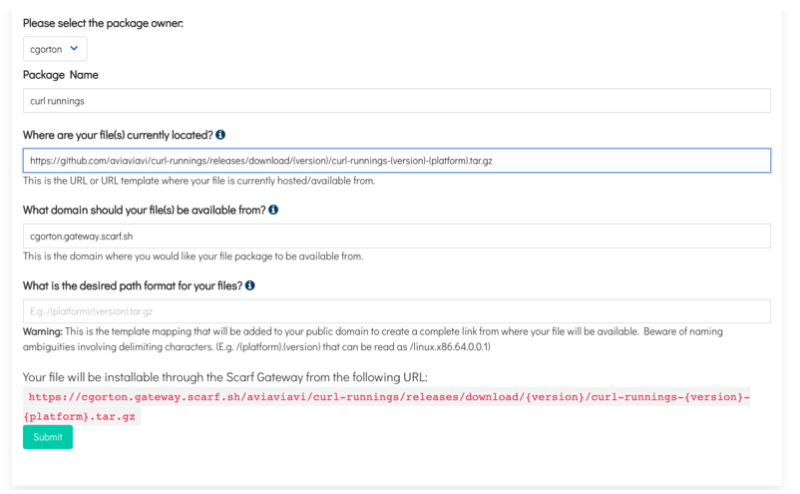 Please select the package owner:
cgorton
Package Name
curl runnings
Where are your file(s) currently located?
https://github.com/aviaviavi/curl-runnings/releases/download/{version}/curl-runnings-{version}-{platform}.tar.gz
This is the URL or URL template where your file is currently hosted/available from.
What domain should your file(s) be available from?
cgorton.gateway.scarf.sh
This is the domain where you would like your file package to be available from.
What is the desired path format for your files?
E.g. /{platform}/{version}.tar.gz
Warning: This is the template mapping that will be added to your public domain to create a complete link from where your file will be available. Beware of naming
ambiguities involving delimiting characters. (E.g. /{platform}.{version} that can be read as /linux.x86.64.0.0.1)
Your file will be installable through the Scarf Gateway from the following URL:
https://cgorton.gateway.scarf.sh/aviaviavi/curl-runnings/releases/download/{version}/curl-runnings-{version}-
{platform}.tar.gz
Submit